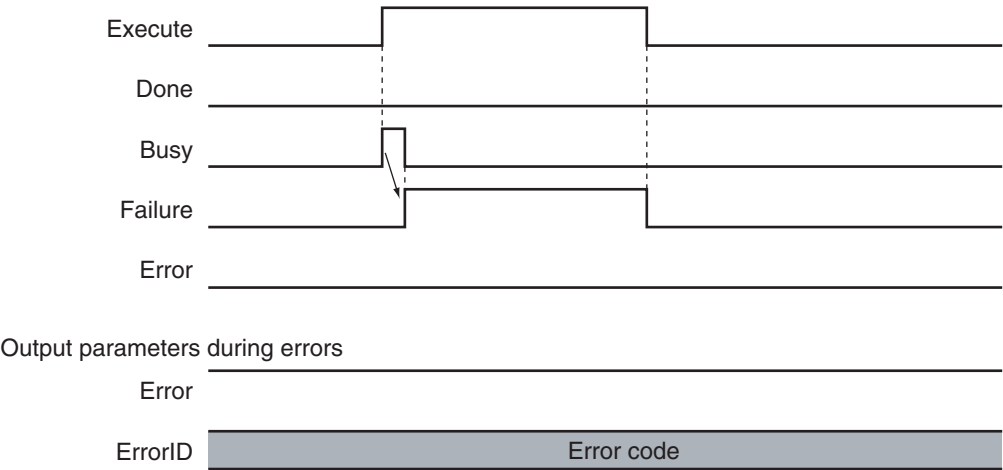 Execute
Done
Busy
Failure
Error
Output parameters during errors
Error
ErrorID Error code